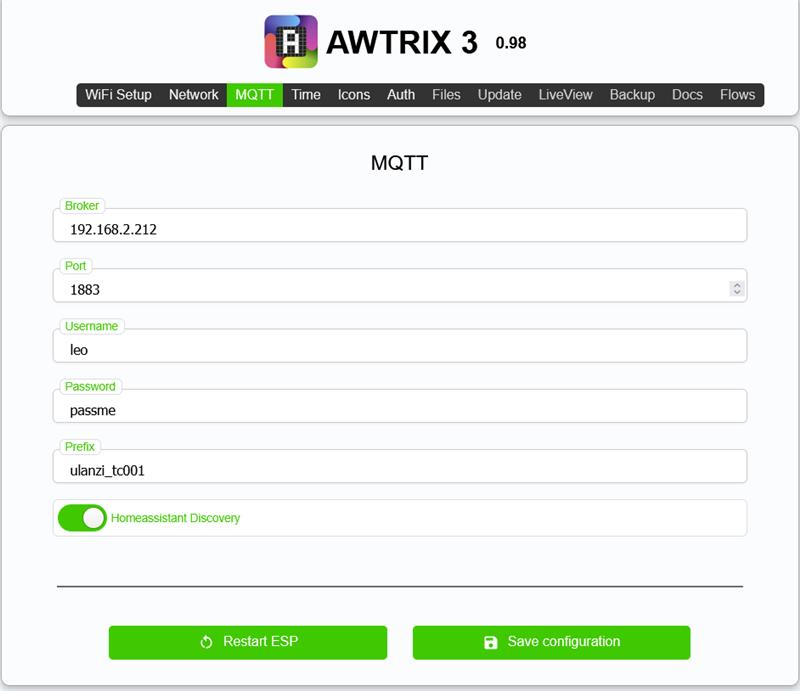 A AWTRIX 3 0.98
WiFi Setup Network MQTT Time Icons Auth Files Update LiveView Backup Docs Flows
MQTT
Broker
192.168.2.212
Port
1883
Username
leo
Password
passme
Prefix
ulanzi_tc001
Homeassistant Discovery
Restart ESP Save configuration